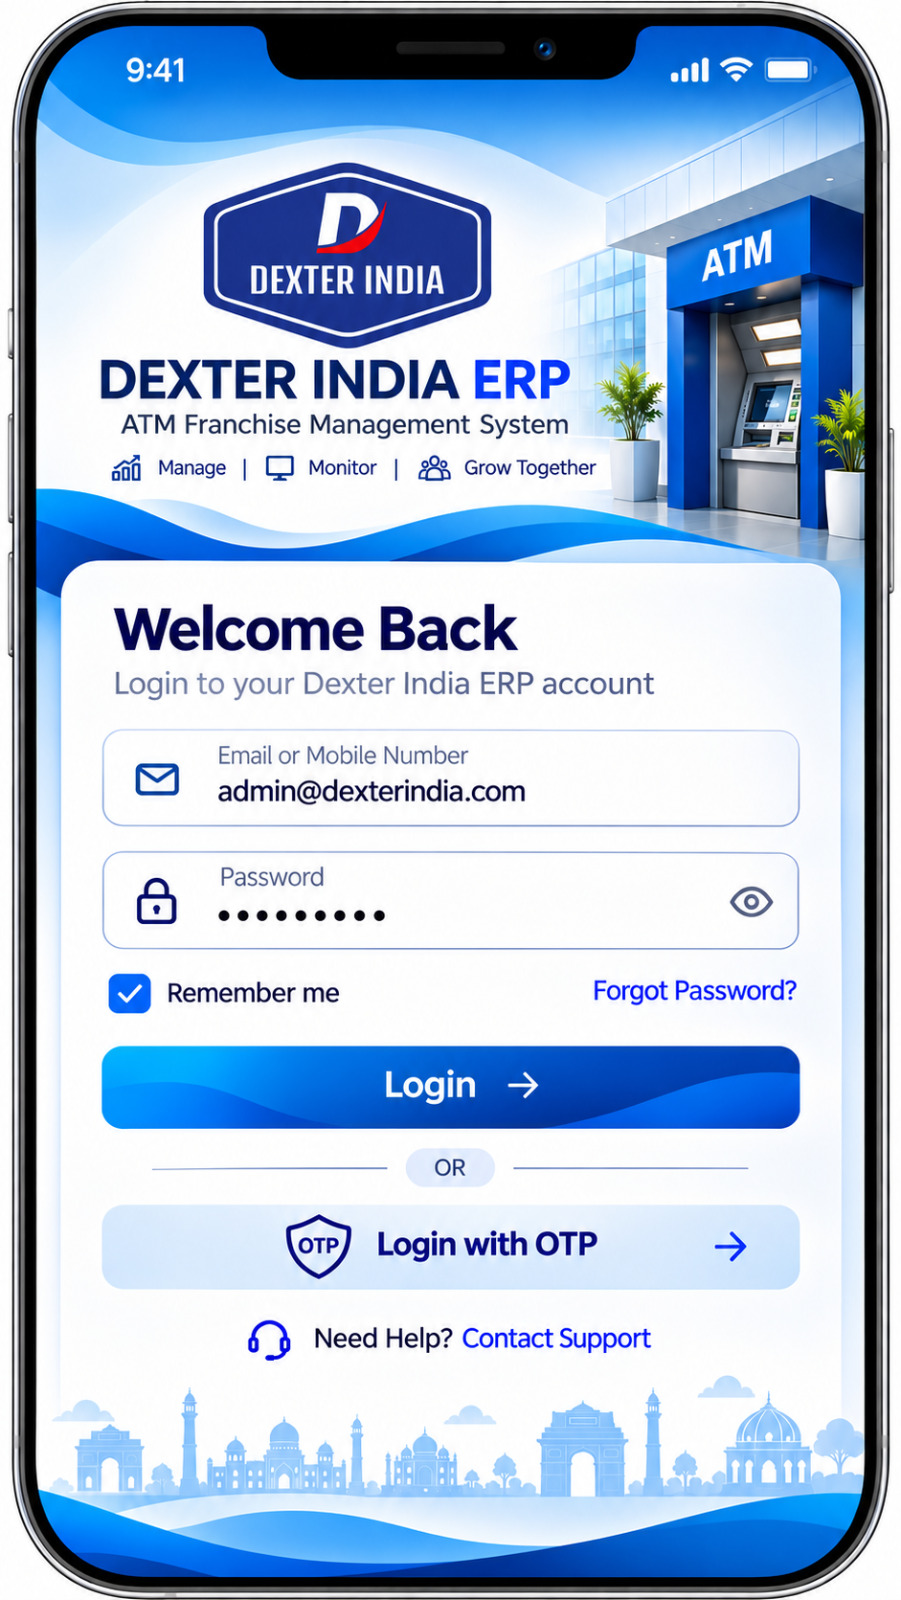 9:41
ATM
D
DEXTER INDIA
DEXTER INDIA ERP
ATM Franchise Management System
Manage | Monitor | Grow Together
Welcome Back
Login to your Dexter India ERP account
Email or Mobile Number
admin@dexterindia.com
Password
•••••••••
Remember me
Forgot Password?
Login →
OR
OTP Login with OTP →
Need Help? Contact Support